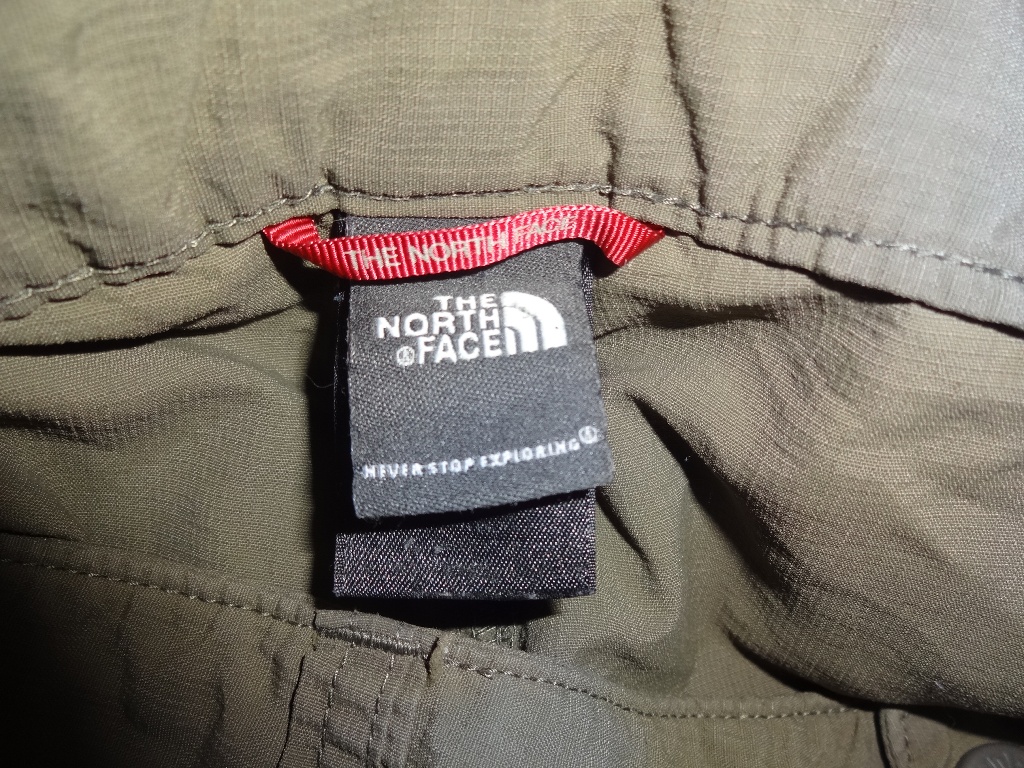 THE NORTH FACE
THE
NORTH
FACE
NEVER STOP EXPLORING